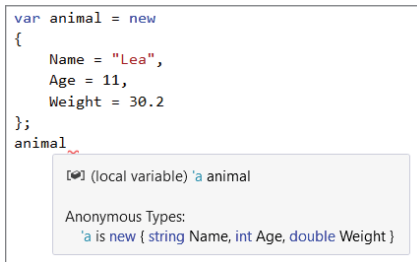 var animal = new
{
Name = "Lea",
Age = 11,
Weight = 30.2
};
animal
(local variable) 'a animal
Anonymous Types:
'a is new { string Name, int Age, double Weight }